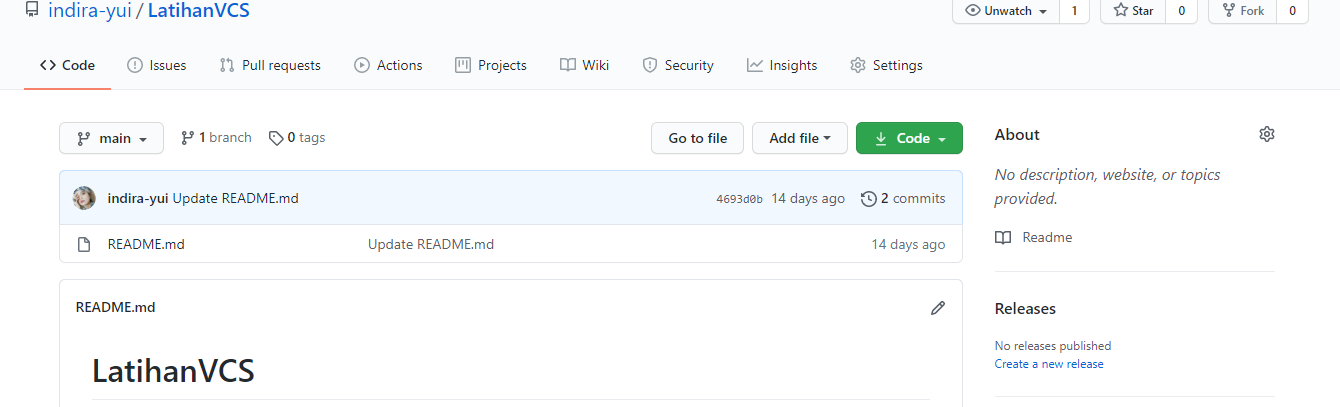 indira-yui / LatihanVCS
Unwatch 1 Star 0 Fork 0
Code Issues Pull requests Actions Projects Wiki Security Insights Settings
main 1 branch 0 tags Go to file Add file Code
indira-yui Update README.md 4693d0b 14 days ago 2 commits
README.md Update README.md 14 days ago
README.md
LatihanVCS
About
No description, website, or topics
provided.
Readme
Releases
No releases published
Create a new release